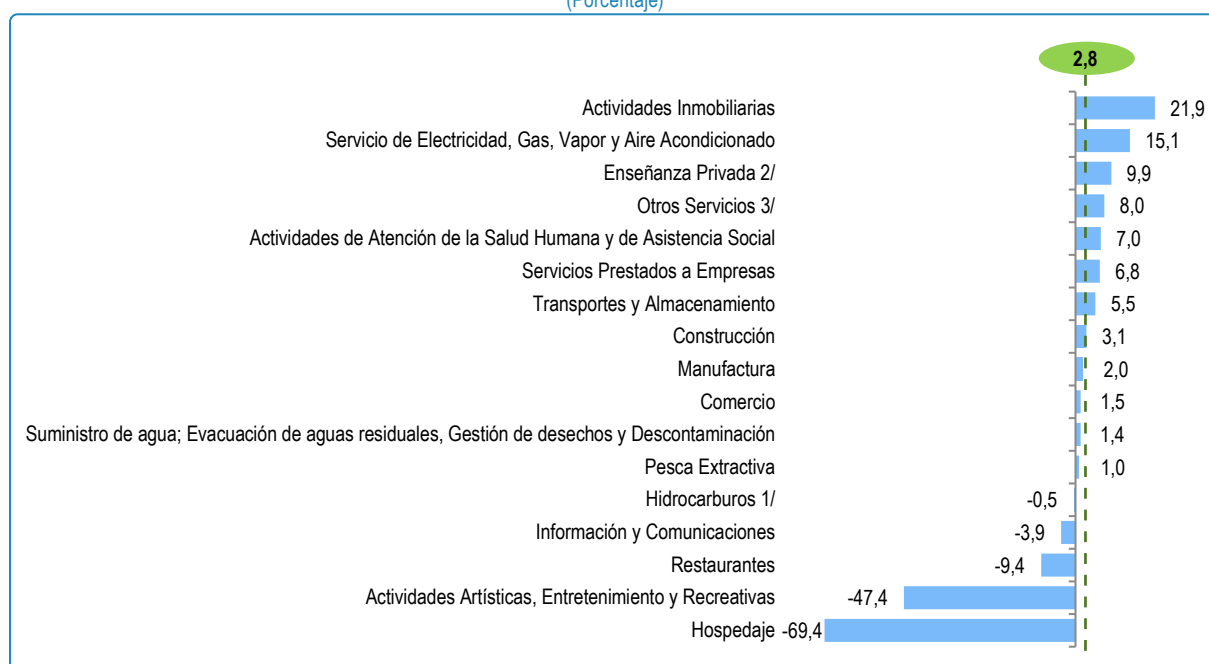 (Porcentaje)
2,8
Actividades Inmobiliarias 21,9
Servicio de Electricidad, Gas, Vapor y Aire Acondicionado 15,1
Enseñanza Privada 2/ 9,9
Otros Servicios 3/ 8,0
Actividades de Atención de la Salud Humana y de Asistencia Social 7,0
Servicios Prestados a Empresas 6,8
Transportes y Almacenamiento 5,5
Construcción 3,1
Manufactura 2,0
Comercio 1,5
Suministro de agua; Evacuación de aguas residuales, Gestión de desechos y Descontaminación 1,4
Pesca Extractiva 1,0
Hidrocarburos 1/ -0,5
Información y Comunicaciones -3,9
Restaurantes -9,4
Actividades Artísticas, Entretenimiento y Recreativas -47,4
Hospedaje -69,4